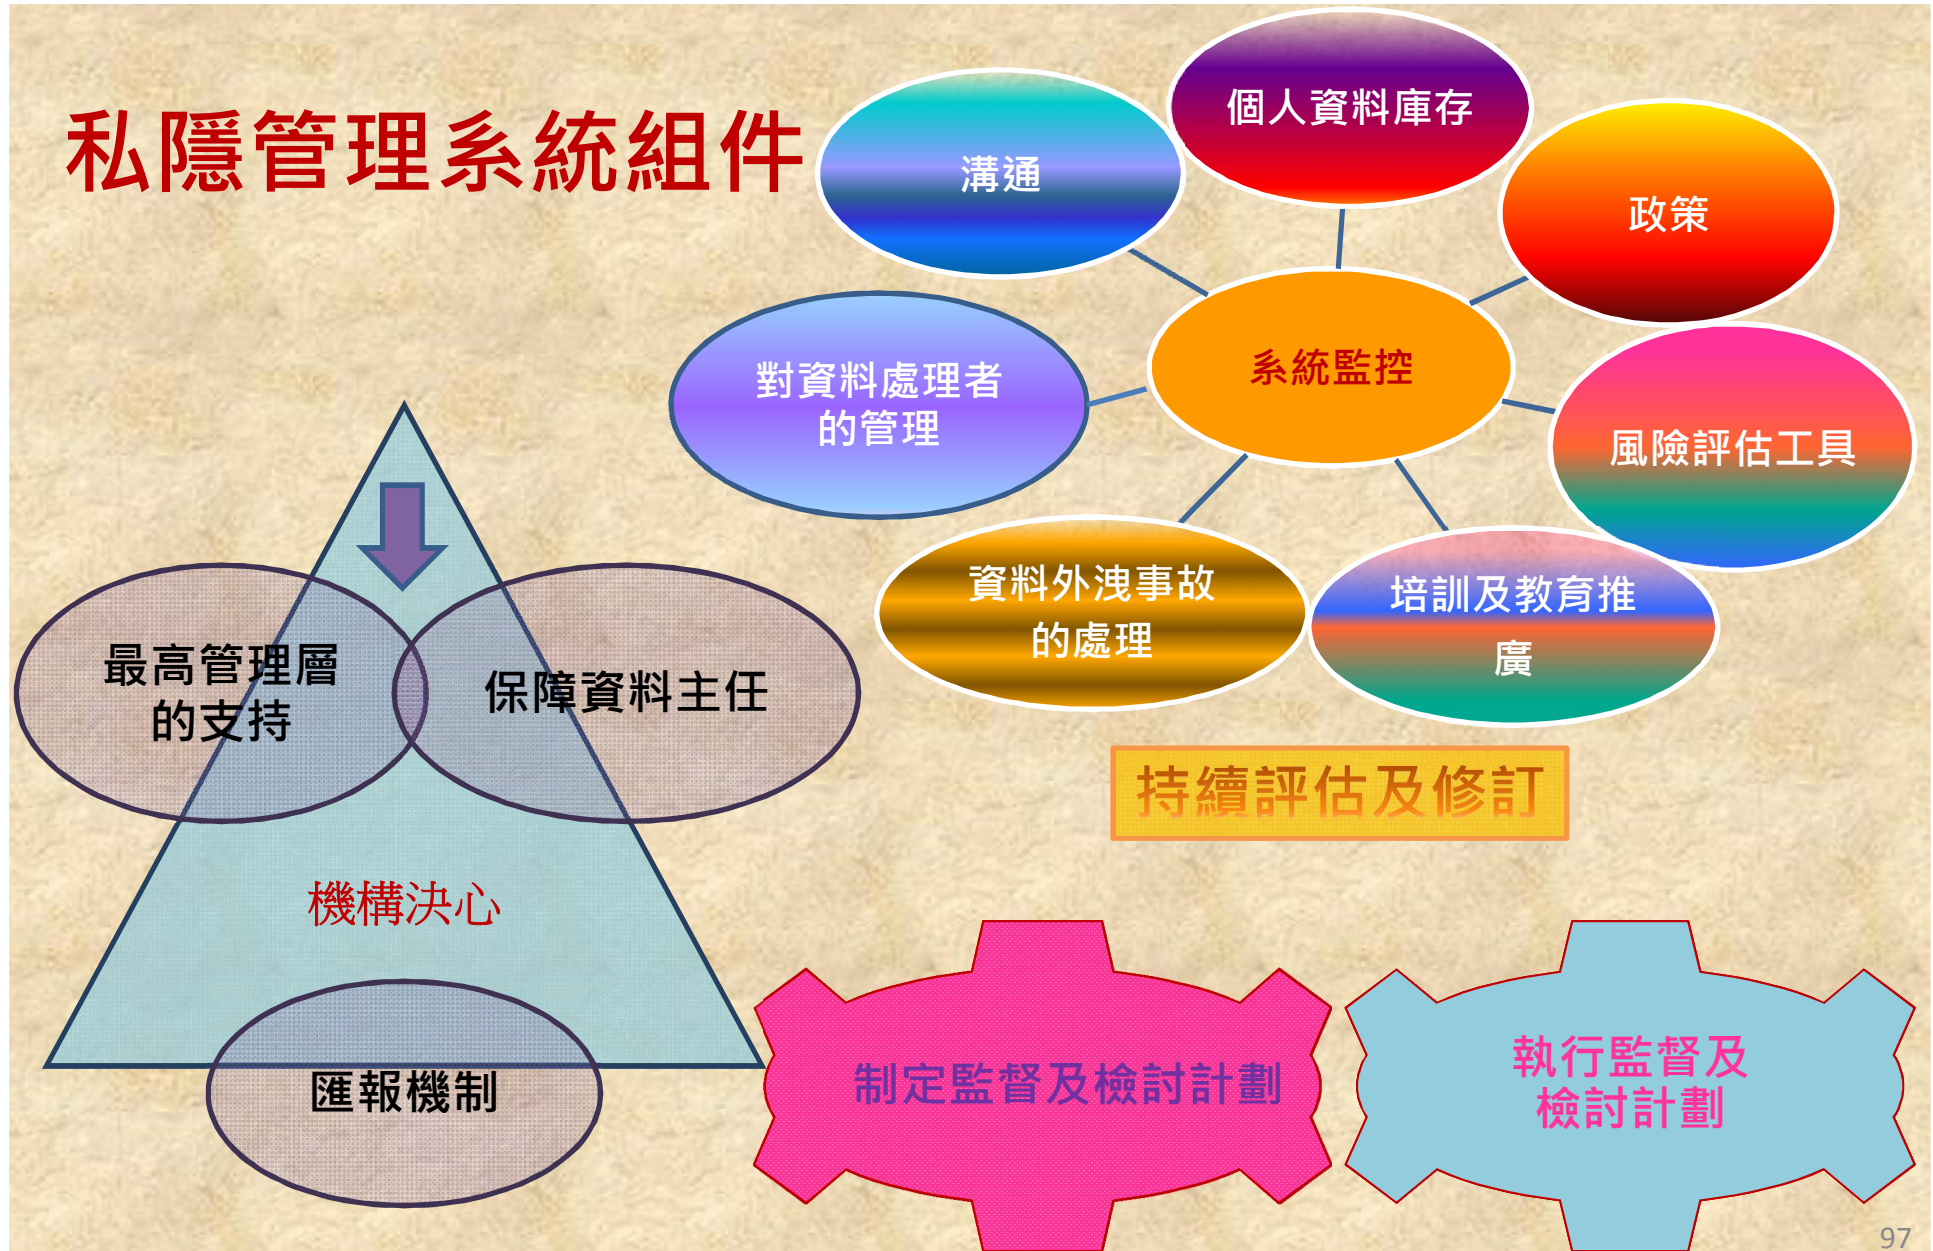 私隱管理系統組件
溝通
個人資料庫存
政策
系統監控
對資料處理者
的管理
風險評估工具
資料外洩事故
的處理
培訓及教育推
廣
最高管理層
的支持
保障資料主任
機構決心
匯報機制
持續評估及修訂
制定監督及檢討計劃
執行監督及
檢討計劃
97